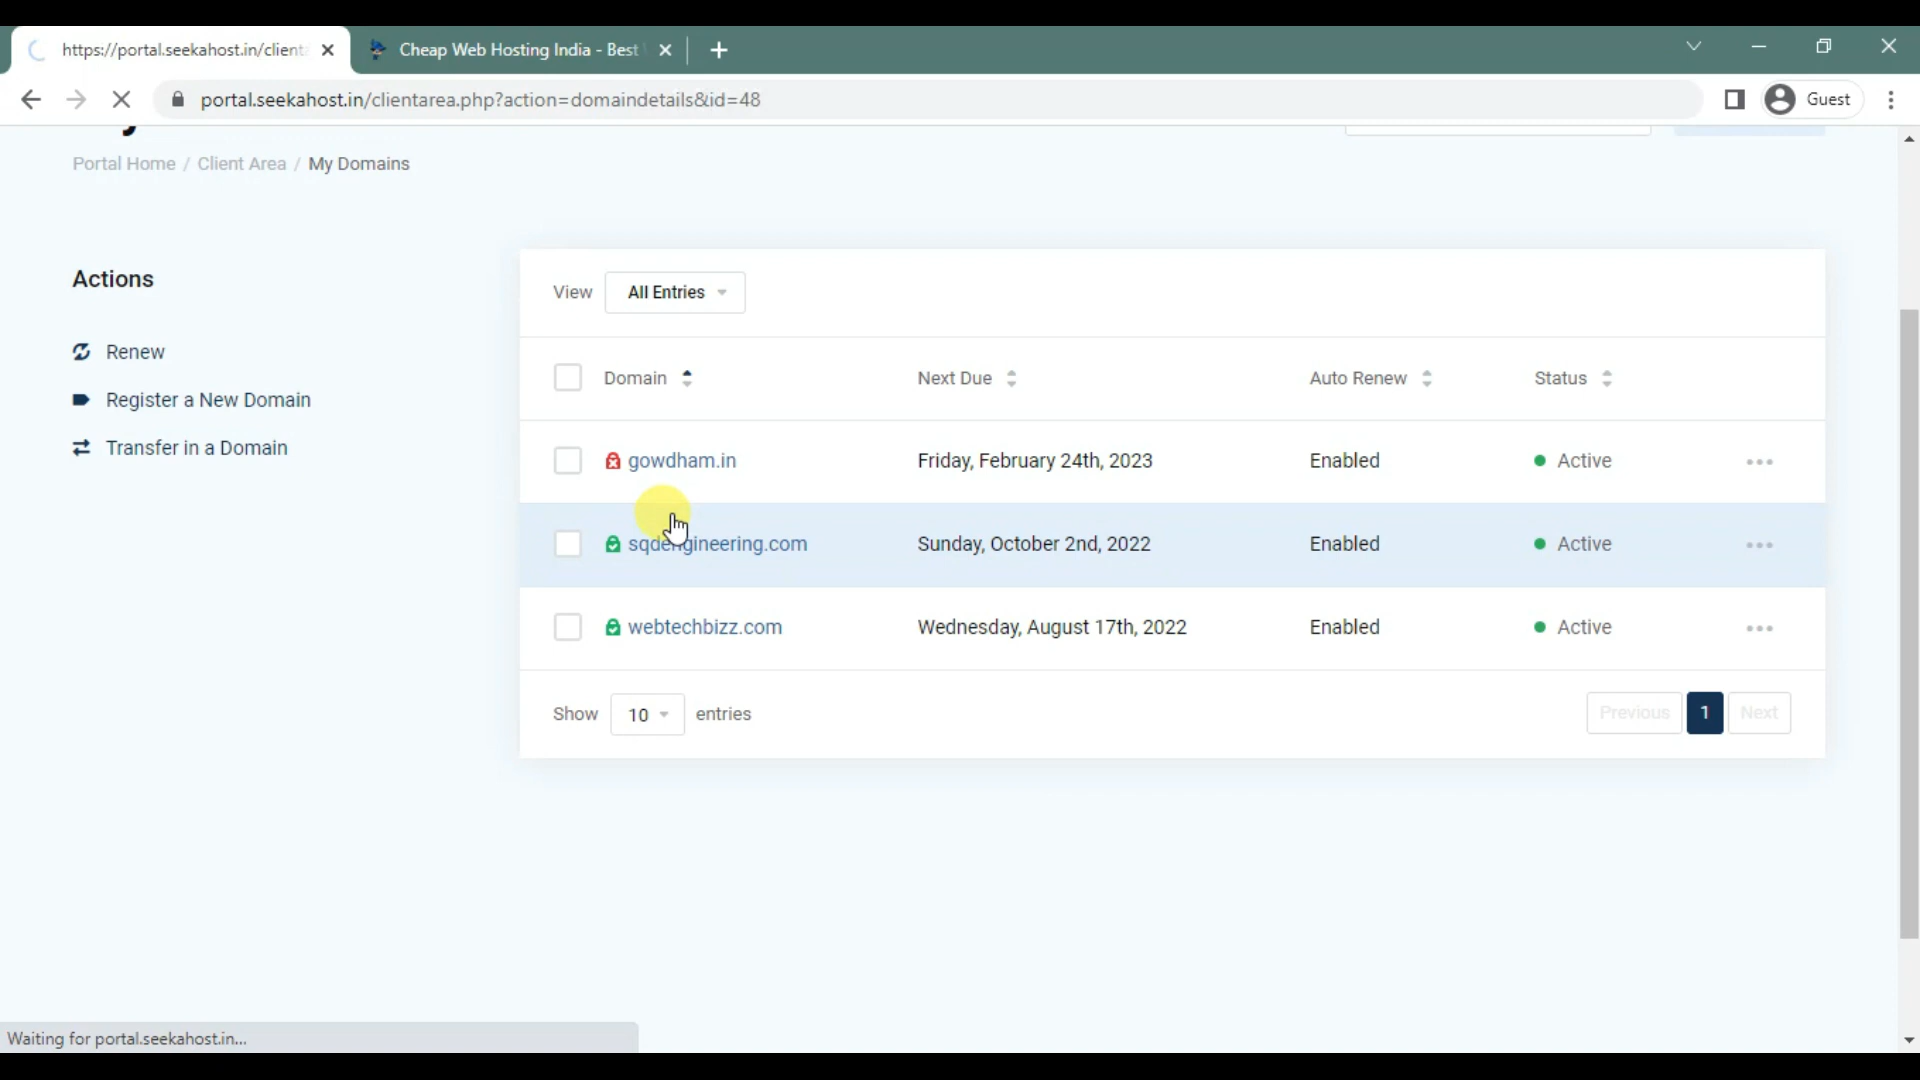 https://portal.seekahost.in/client
Cheap Web Hosting India - Best
portal.seekahost.in/clientarea.php?action=domaindetails&id=48
Guest
Portal Home / Client Area / My Domains
Actions
Renew
Register a New Domain
Transfer in a Domain
View All Entries
Domain Next Due Auto Renew Status
gowdham.in Friday, February 24th, 2023 Enabled Active
sqdengineering.com Sunday, October 2nd, 2022 Enabled Active
webtechbizz.com Wednesday, August 17th, 2022 Enabled Active
Show 10 entries
Previous 1 Next
Waiting for portal.seekahost.in...